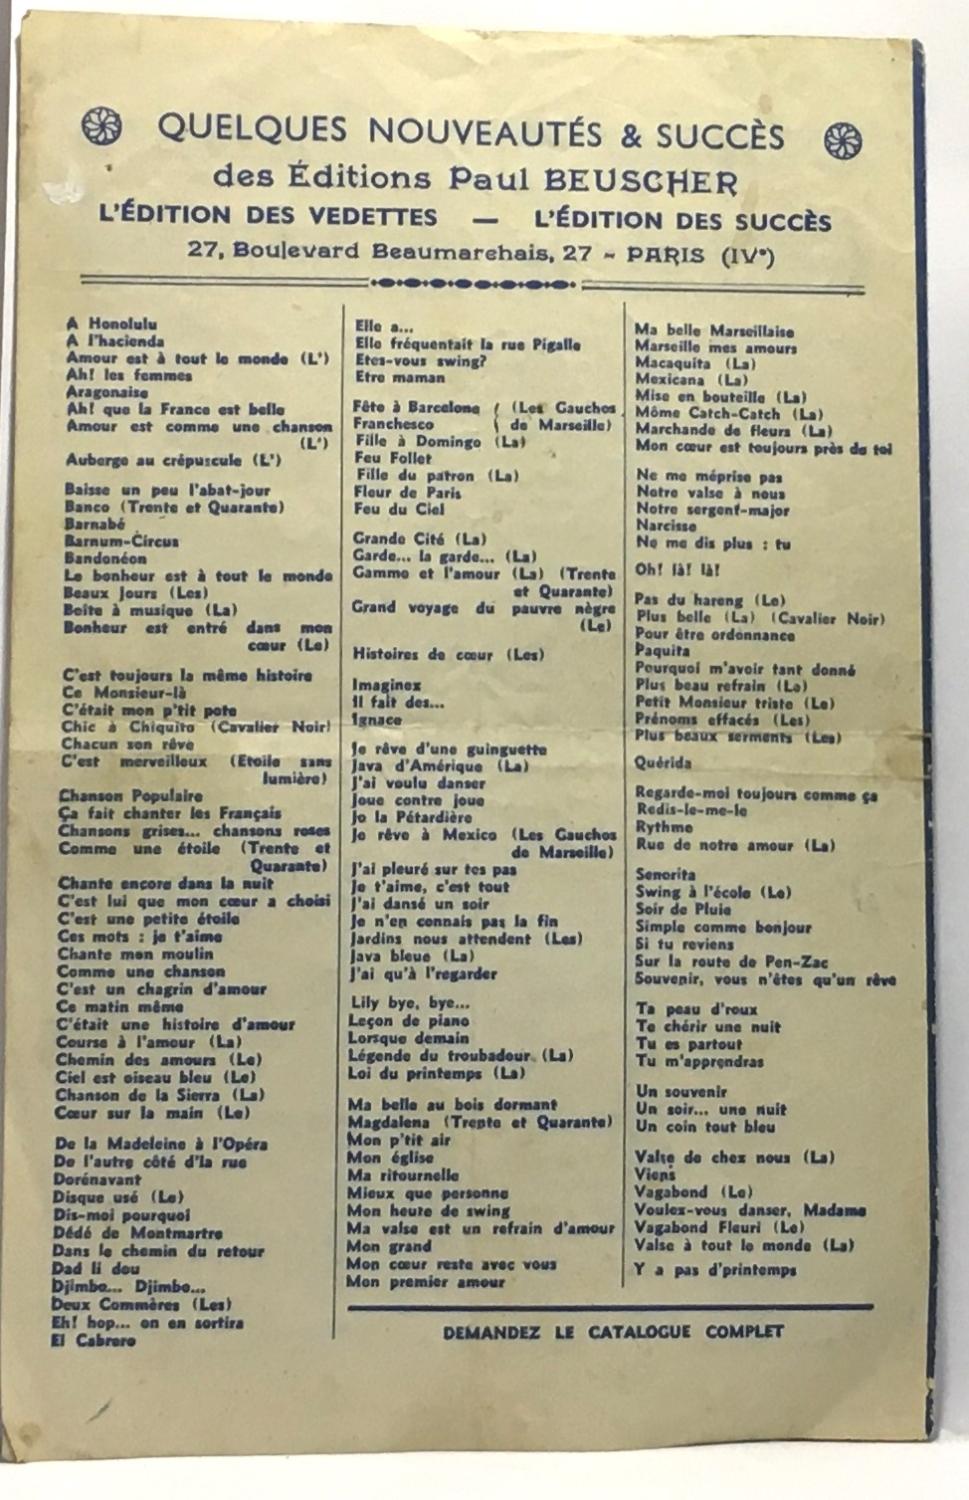 QUELQUES NOUVEAUTÉS & SUCCÈS
des Éditions Paul BEUSCHER
L'ÉDITION DES VEDETTES — L'ÉDITION DES SUCCÈS
27, Boulevard Beaumarchais, 27 - PARIS (IVe)
A Honolulu
A l'hacienda
Amour est à tout le monde (L')
Ah! les femmes
Aragonaise
Ah! que la France est belle
Amour est comme une chanson
(L')
Auberge au crépuscule (L')
Baisse un peu l'abat-jour
Banco (Trente et Quarante)
Barnabé
Barnum-Circus
Bandonéon
Le bonheur est à tout le monde
Beaux jours (Les)
Boîte à musique (La)
Bonheur est entré dans mon
cœur (Le)
C'est toujours la même histoire
Ce Monsieur-là
C'était mon p'tit pote
Chic à Chiquito (Cavalier Noir)
Chacun son rêve
C'est merveilleux (Etoile sans
lumière)
Chanson Populaire
Ça fait chanter les Français
Chansons grises... chansons roses
Comme une étoile (Trente et
Quarante)
Chante encore dans la nuit
C'est lui que mon cœur a choisi
C'est une petite étoile
Ces mots : je t'aime
Chante mon moulin
Comme une chanson
C'est un chagrin d'amour
Ce matin même
C'était une histoire d'amour
Course à l'amour (La)
Chemin des amours (Le)
Ciel est oiseau bleu (Le)
Chanson de la Sierra (La)
Cœur sur la main (Le)
De la Madeleine à l'Opéra
De l'autre côté d'la rue
Dorénavant
Disque usé (Le)
Dis-moi pourquoi
Dédé de Montmartre
Dans le chemin du retour
Dad li dou
Djimbo... Djimbo...
Deux Commères (Les)
Eh! hop... on en sortira
El Cabrero
Elle a...
Elle fréquentait la rue Pigalle
Etes-vous swing?
Etre maman
Fête à Barcelone ( (Les Gauchos
Franchesco ( de Marseille)
Fille à Domingo (La)
Feu Follet
Fille du patron (La)
Fleur de Paris
Feu du Ciel
Grande Cité (La)
Garde... la garde... (La)
Gamme et l'amour (La) (Trente
et Quarante)
Grand voyage du pauvre nègre
(Le)
Histoires de cœur (Les)
Imaginez
Il fait des...
Ignace
Je rêve d'une guinguette
Java d'Amérique (La)
J'ai voulu danser
Joue contre joue
Jo la Pétardière
Je rêve à Mexico (Les Gauchos
de Marseille)
J'ai pleuré sur tes pas
Je t'aime, c'est tout
J'ai dansé un soir
Je n'en connais pas la fin
Jardins nous attendent (Les)
Java bleue (La)
J'ai qu'à l'regarder
Lily bye, bye...
Leçon de piano
Lorsque demain
Légende du troubadour (La)
Loi du printemps (La)
Ma belle au bois dormant
Magdalena (Trente et Quarante)
Mon p'tit air
Mon église
Ma ritournelle
Mieux que personne
Mon heure de swing
Ma valse est un refrain d'amour
Mon grand
Mon cœur reste avec vous
Mon premier amour
Ma belle Marseillaise
Marseille mes amours
Macaquita (La)
Mexicana (La)
Mise en bouteille (La)
Môme Catch-Catch (La)
Marchande de fleurs (La)
Mon cœur est toujours près de toi
Ne me méprise pas
Notre valse à nous
Notre sergent-major
Narcisse
Ne me dis plus : tu
Oh! là! là!
Pas du hareng (Le)
Plus belle (La) (Cavalier Noir)
Pour être ordonnance
Paquita
Pourquoi m'avoir tant donné
Plus beau refrain (Le)
Petit Monsieur triste (Le)
Prénoms effacés (Les)
Plus beaux serments (Les)
Quérida
Regarde-moi toujours comme ça
Redis-le-me-le
Rythme
Rue de notre amour (La)
Senorita
Swing à l'école (Le)
Soir de Pluie
Simple comme bonjour
Si tu reviens
Sur la route de Pen-Zac
Souvenir, vous n'êtes qu'un rêve
Ta peau d'roux
Te chérir une nuit
Tu es partout
Tu m'apprendras
Un souvenir
Un soir... une nuit
Un coin tout bleu
Valse de chez nous (La)
Viens
Vagabond (Le)
Voulez-vous danser, Madame
Vagabond Fleuri (Le)
Valse à tout le monde (La)
Y a pas d'printemps
DEMANDEZ LE CATALOGUE COMPLET